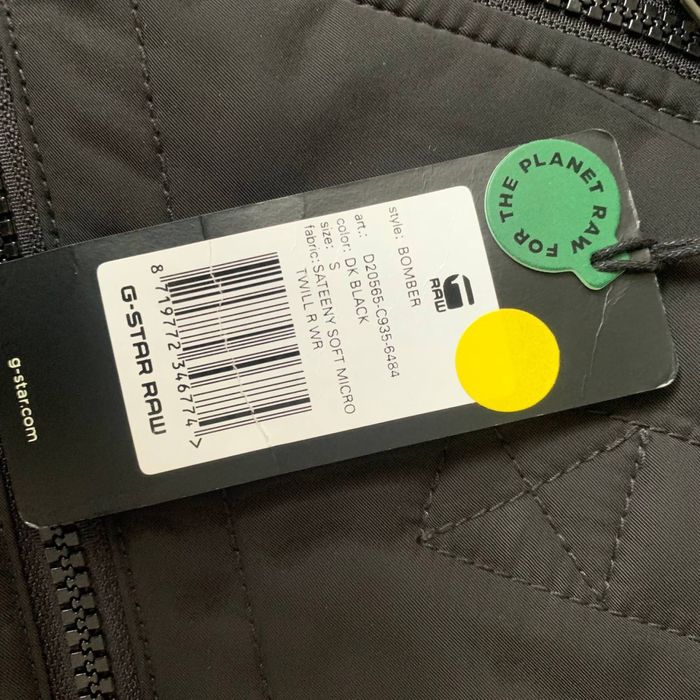 RAW
style: BOMBER
art.: D20565-C935-6484
color: DK BLACK
size: S
fabric: SATEENY SOFT MICRO
TWILL R WR
8 719772 346774 >
G-STAR RAW
g-star.com
RAW FOR THE PLANET